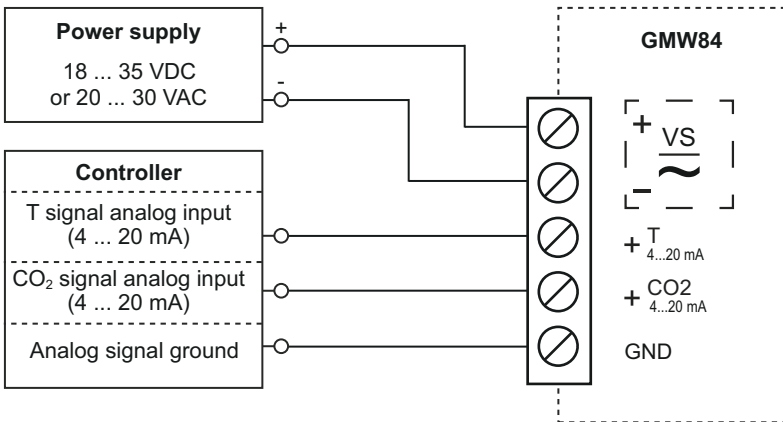 Power supply
18 ... 35 VDC
or 20 ... 30 VAC
+
-
Controller
T signal analog input
(4 ... 20 mA)
CO₂ signal analog input
(4 ... 20 mA)
Analog signal ground
GMW84
+
VS
~
-
+ T
4...20 mA
+ CO2
4...20 mA
GND